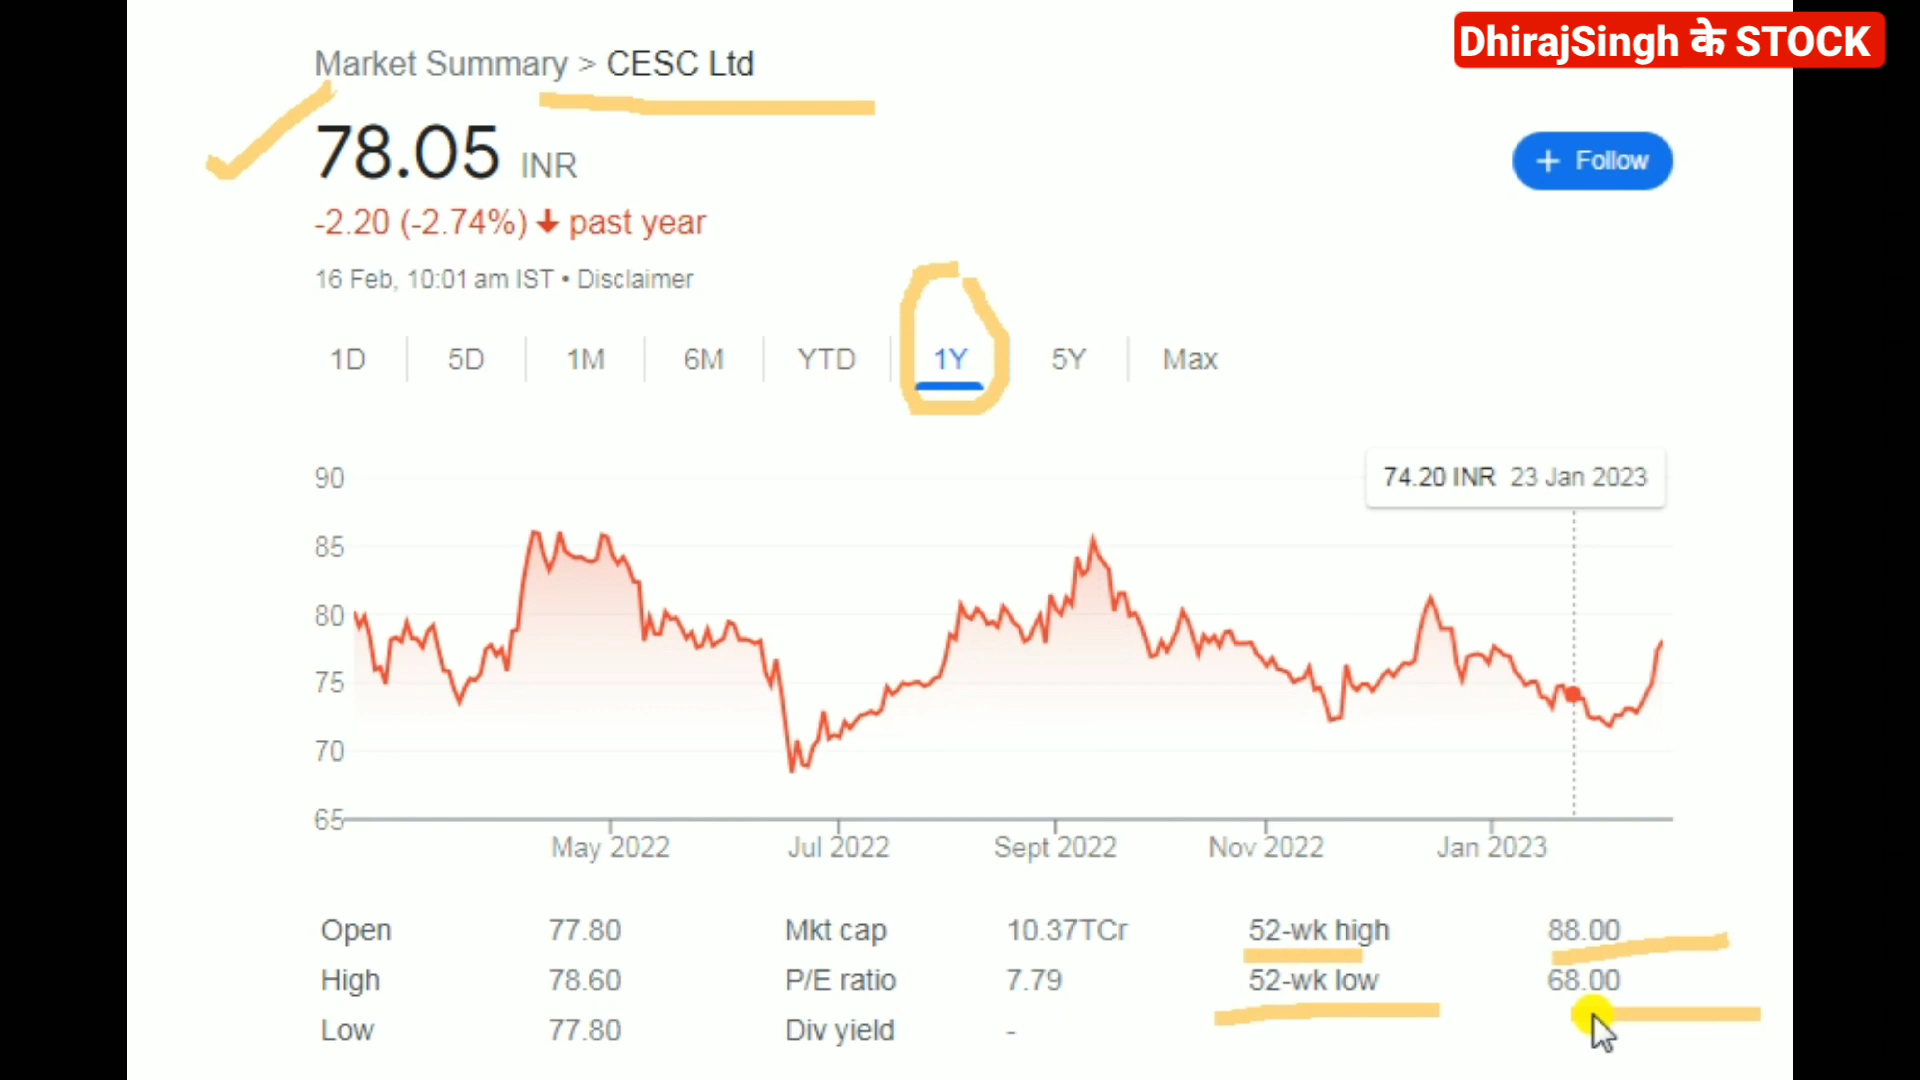 DhirajSingh के STOCK
Market Summary > CESC Ltd
78.05 INR
+ Follow
-2.20 (-2.74%) ↓ past year
16 Feb, 10:01 am IST • Disclaimer
1D 5D 1M 6M YTD 1Y 5Y Max
74.20 INR 23 Jan 2023
90
85
80
75
70
65
May 2022 Jul 2022 Sept 2022 Nov 2022 Jan 2023
Open 77.80 Mkt cap 10.37TCr 52-wk high 88.00
High 78.60 P/E ratio 7.79 52-wk low 68.00
Low 77.80 Div yield -